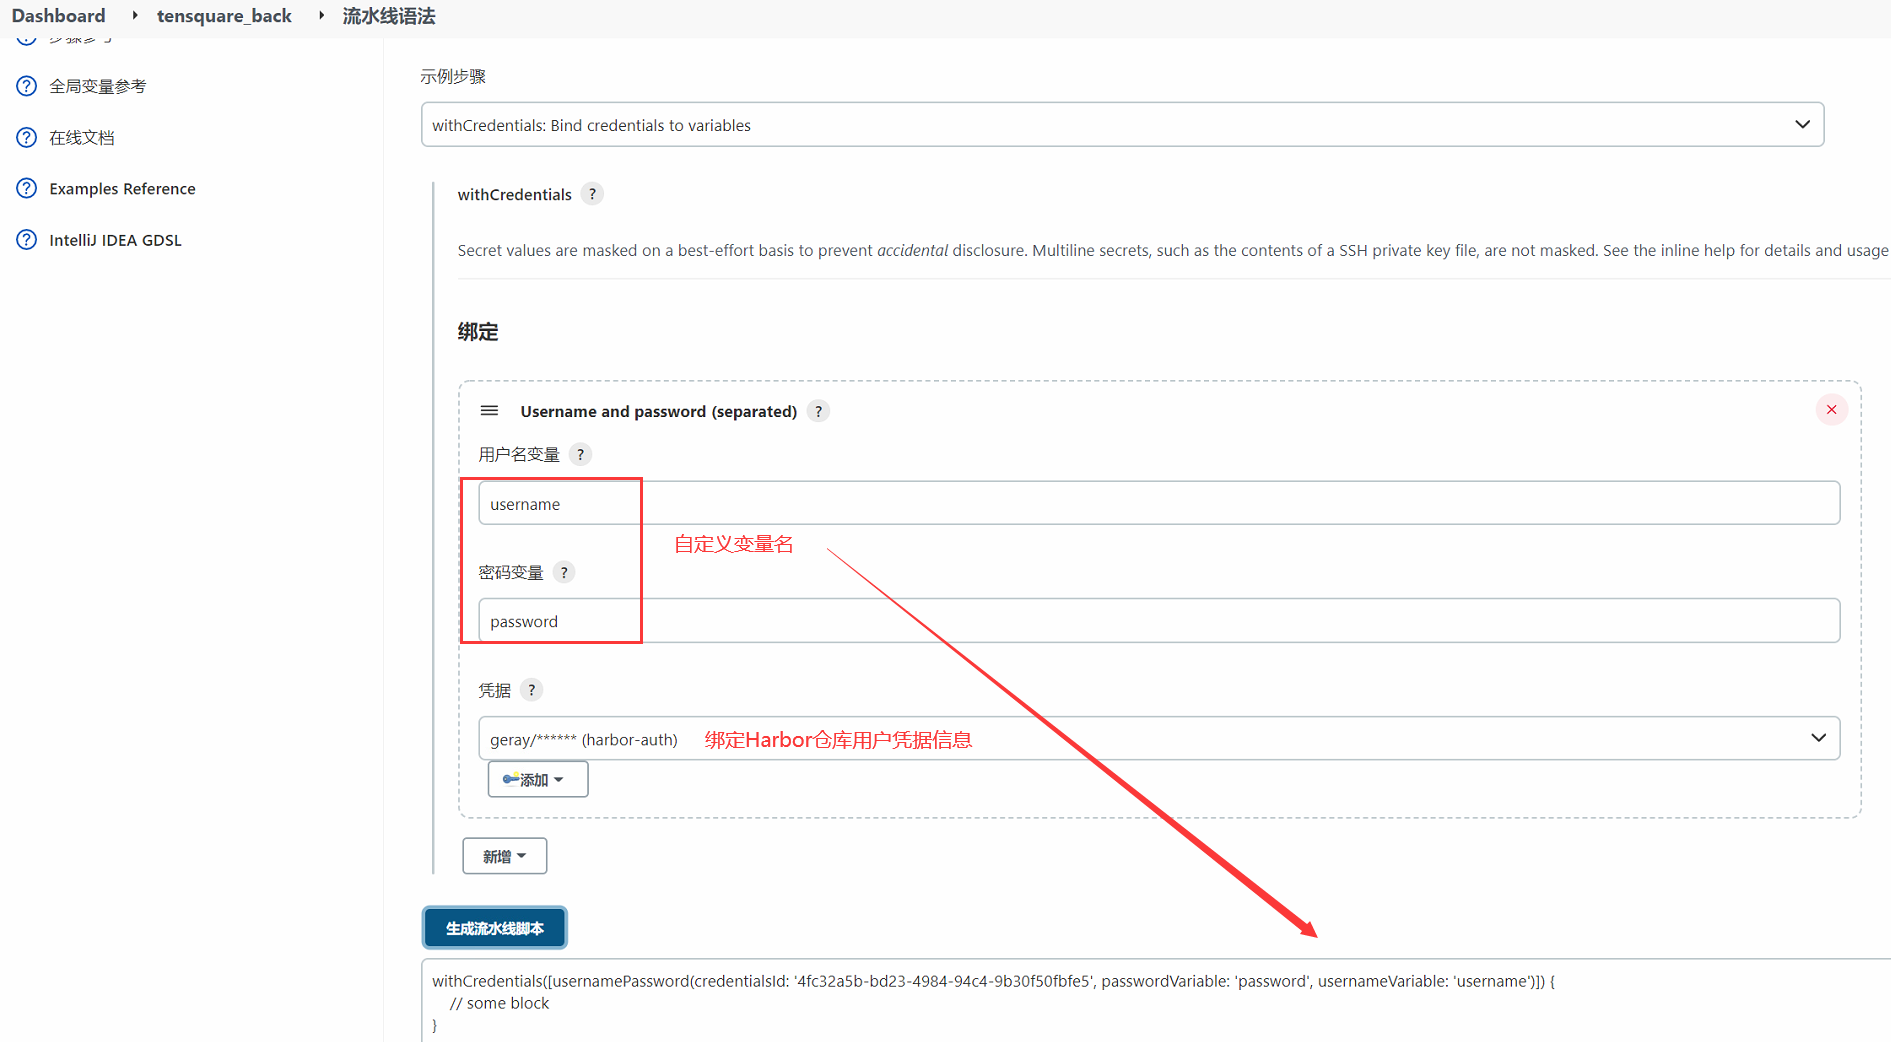 Dashboard tensquare_back 流水线语法
步骤参考
全局变量参考
在线文档
Examples Reference
IntelliJ IDEA GDSL
示例步骤
withCredentials: Bind credentials to variables
withCredentials ?
Secret values are masked on a best-effort basis to prevent accidental disclosure. Multiline secrets, such as the contents of a SSH private key file, are not masked. See the inline help for details and usage
绑定
Username and password (separated) ?
用户名变量 ?
username
自定义变量名
密码变量 ?
password
凭据 ?
geray/****** (harbor-auth) 绑定Harbor仓库用户凭据信息
添加
新增
生成流水线脚本
withCredentials([usernamePassword(credentialsId: '4fc32a5b-bd23-4984-94c4-9b30f50fbfe5', passwordVariable: 'password', usernameVariable: 'username')]) {
// some block
}